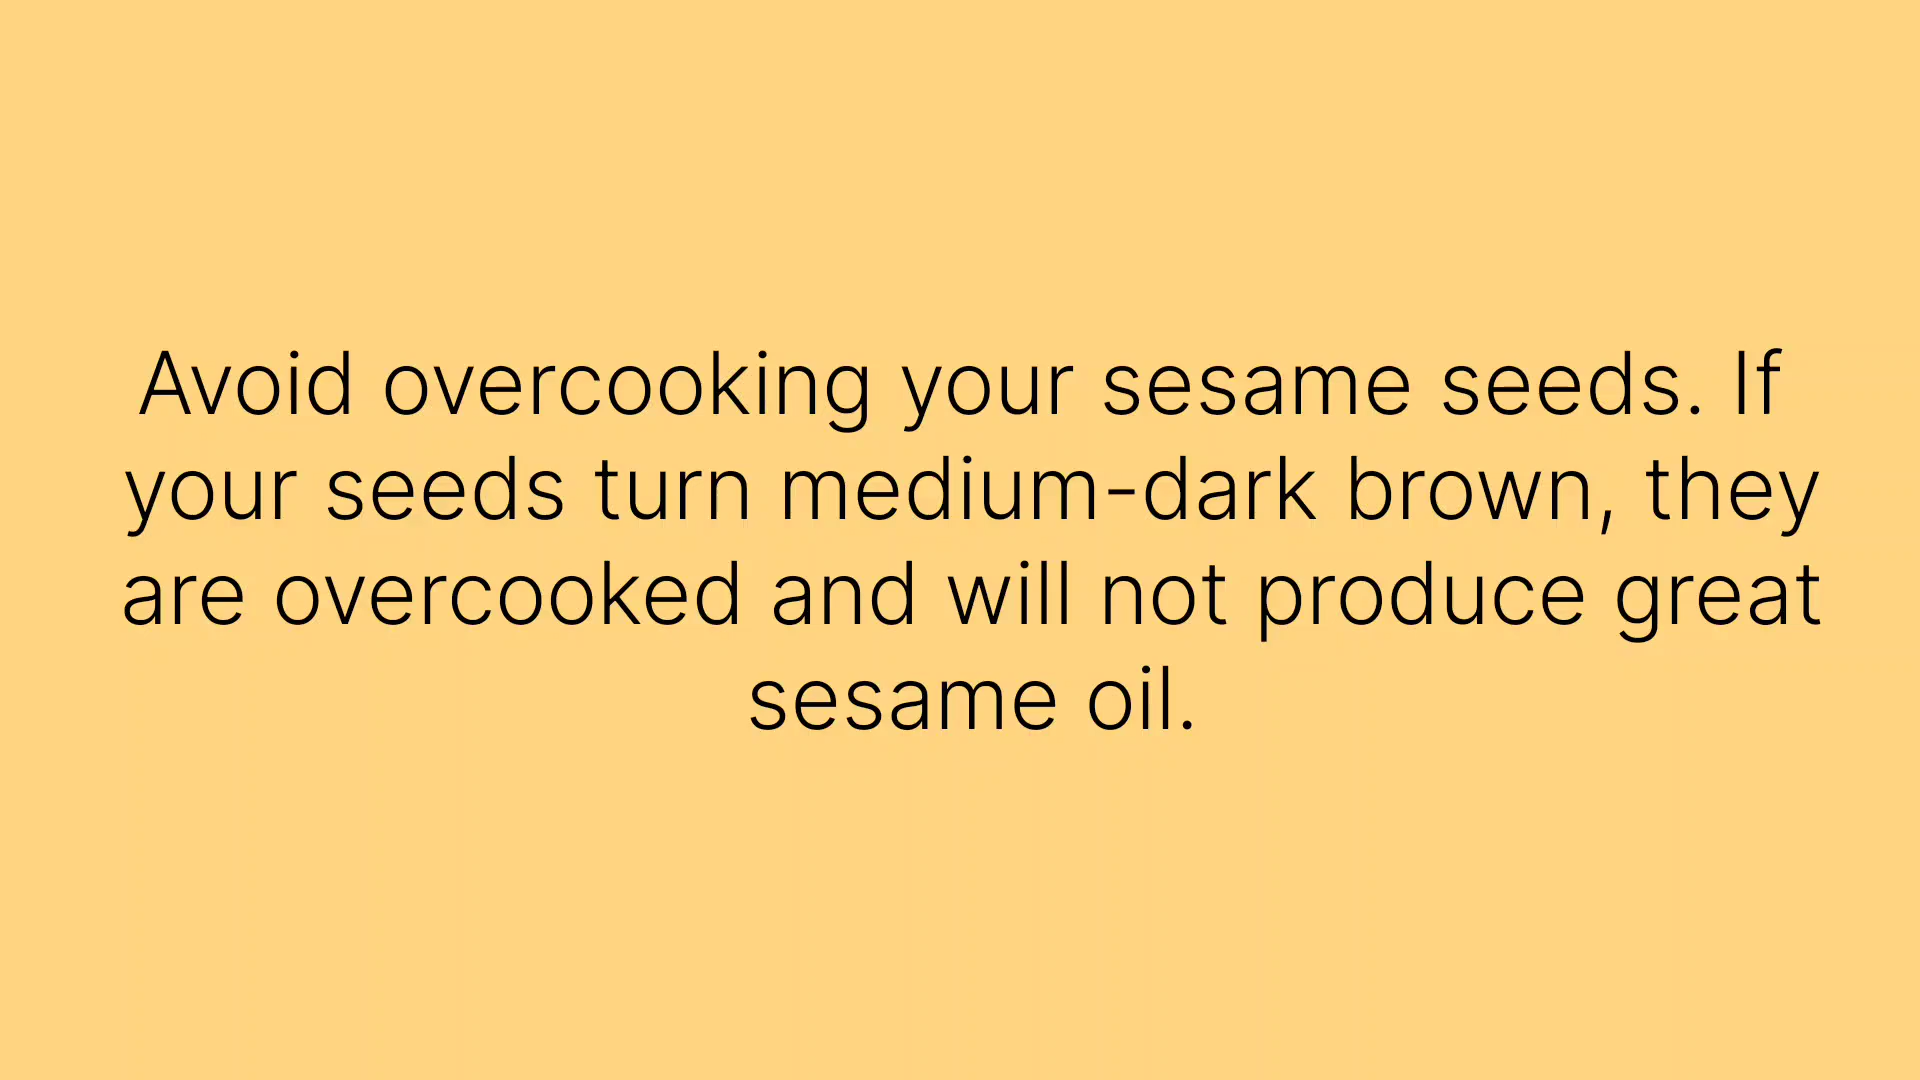 Avoid overcooking your sesame seeds. If
your seeds turn medium-dark brown, they
are overcooked and will not produce great
sesame oil.